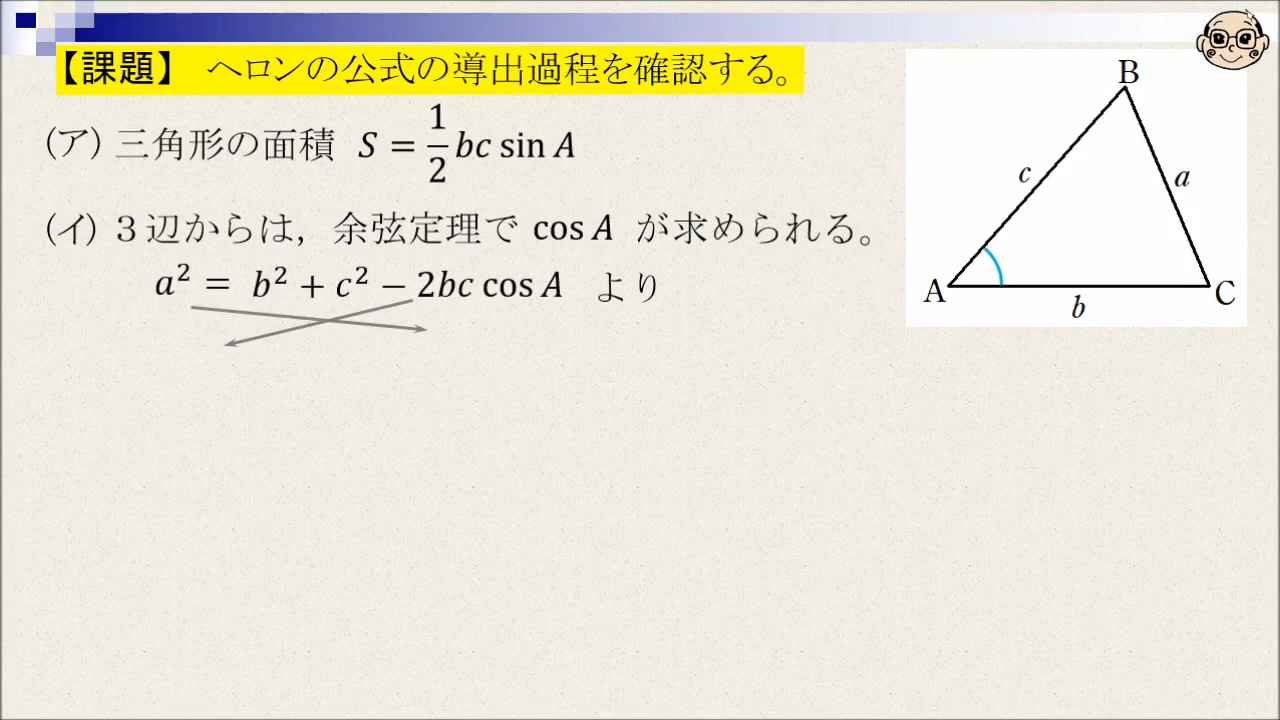 【課題】 ヘロンの公式の導出過程を確認する。
(ア) 三角形の面積 S = 1/2 bc sin A
(イ) 3辺からは, 余弦定理で cos A が求められる。
a² = b² + c² − 2bc cos A より
B
c
a
A
b
C